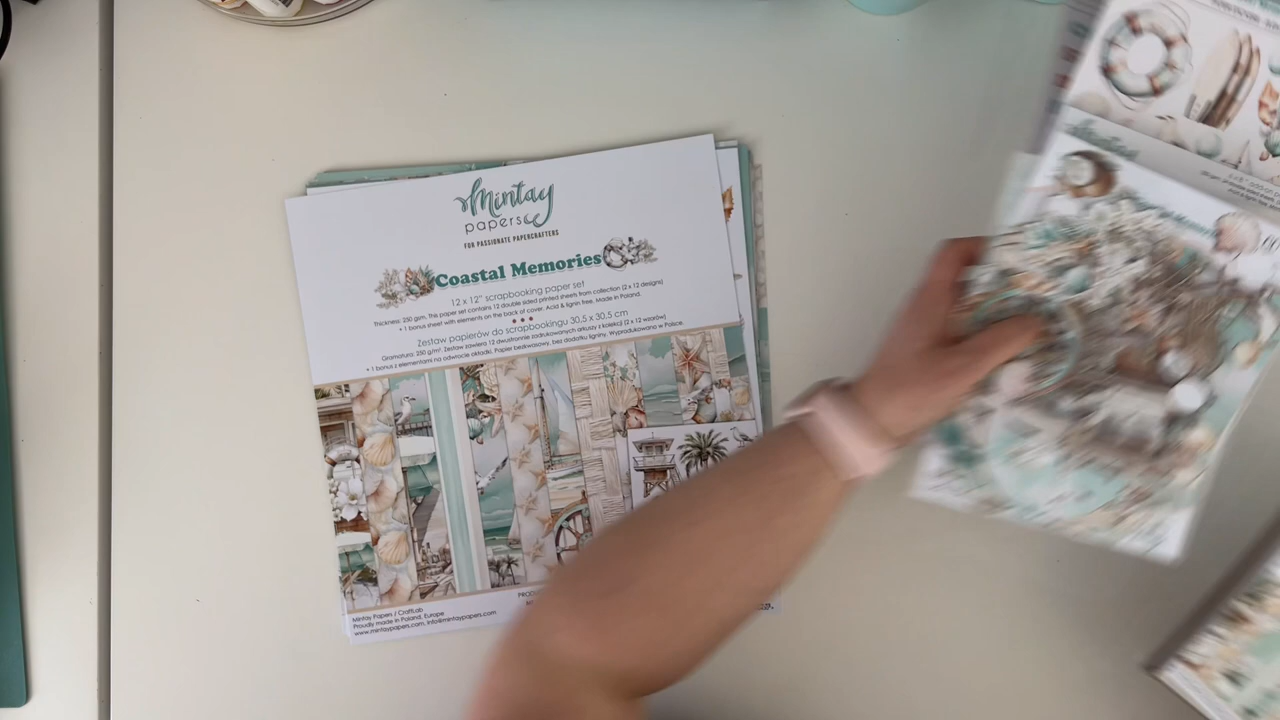 Mintay
papers
FOR PASSIONATE PAPERCRAFTERS
Coastal Memories
12 x 12" scrapbooking paper set
Thickness: 250 gsm. This paper set contains 12 double sided printed sheets from collection (2 x 12 designs)
+ 1 bonus sheet with elements on the back of cover. Acid & lignin free. Made in Poland.
Zestaw papierów do scrapbookingu 30,5 x 30,5 cm
Gramatura: 250 g/m². Zestaw zawiera 12 dwustronnie zadrukowanych arkuszy z kolekcji (2 x 12 wzorów)
+ 1 bonus z elementami na odwrocie okładki. Papier bezkwasowy, bez dodatku ligniny. Wyprodukowano w Polsce.
Mintay Papers / CraftLab
Proudly made in Poland, Europe
www.mintaypapers.com, info@mintaypapers.com